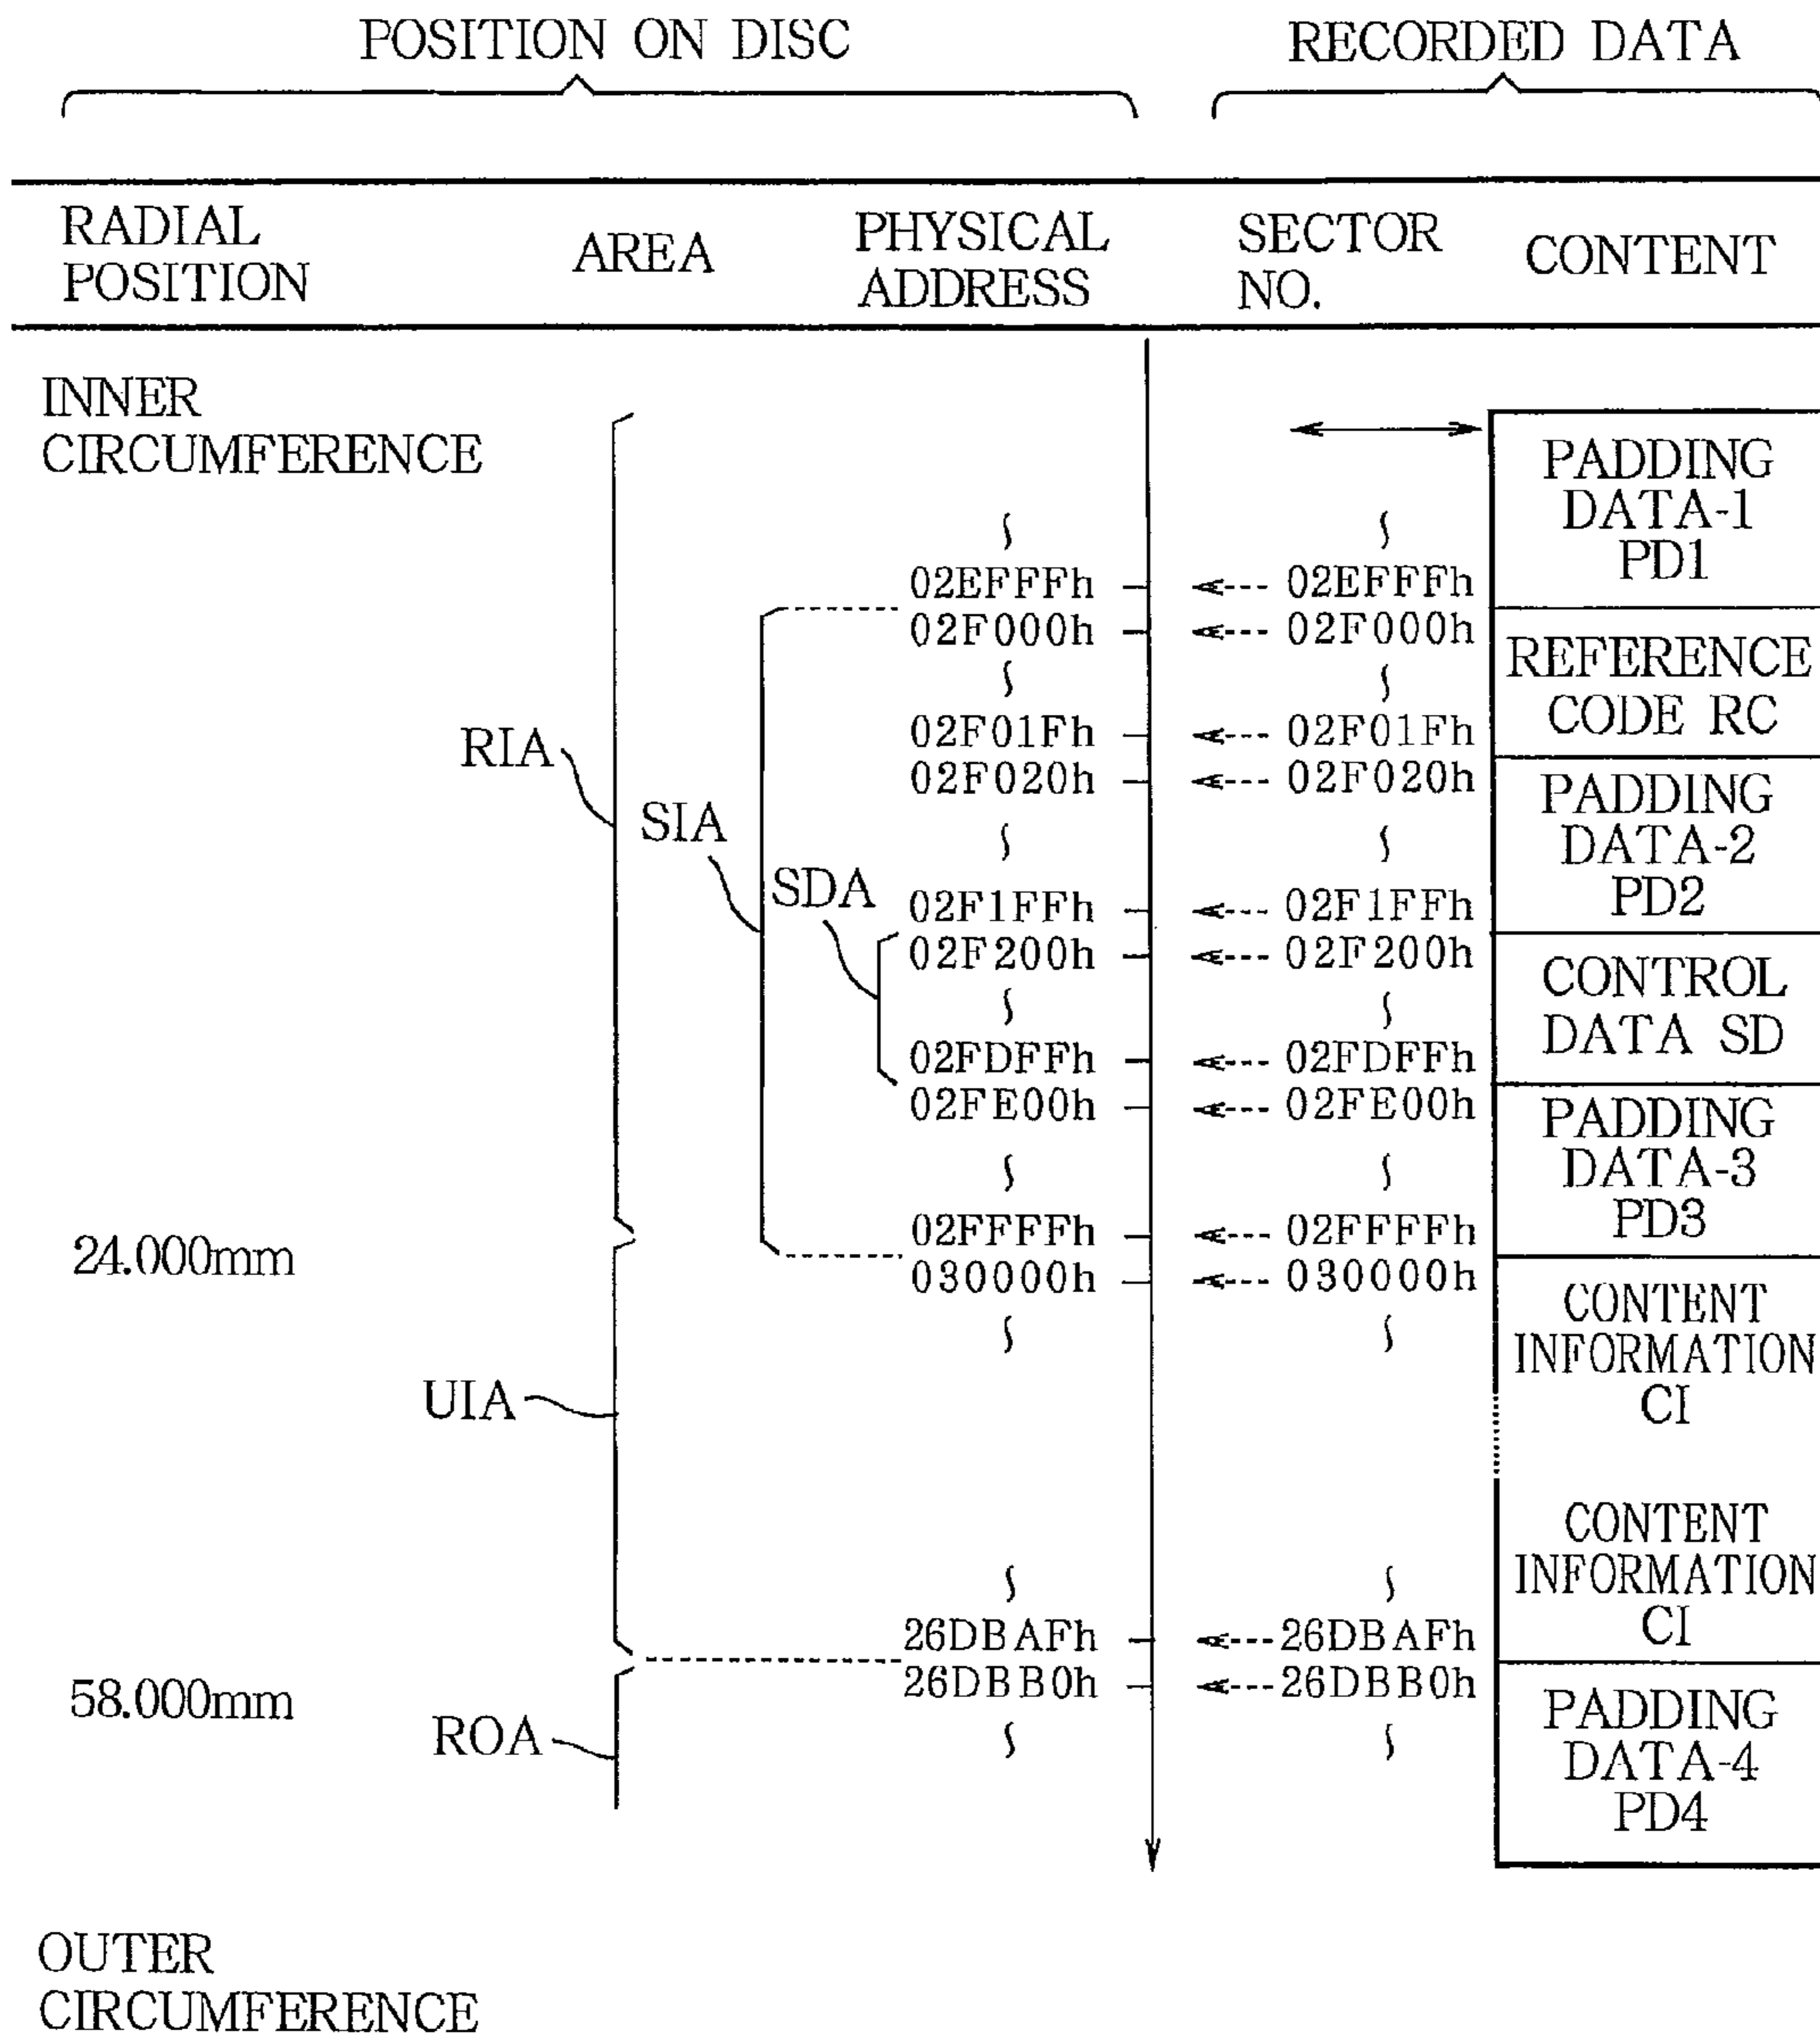 POSITION ON DISC
RECORDED DATA
RADIAL
POSITION
AREA
PHYSICAL
ADDRESS
SECTOR
NO.
CONTENT
INNER
CIRCUMFERENCE
PADDING
DATA-1
PD1
02EFFFh
02EFFFh
02F000h
02F000h
REFERENCE
CODE RC
02F01Fh
02F01Fh
RIA
02F020h
02F020h
PADDING
DATA-2
PD2
SIA
SDA
02F1FFh
02F1FFh
02F200h
02F200h
CONTROL
DATA SD
02FDFFh
02FDFFh
02FE00h
02FE00h
PADDING
DATA-3
PD3
02FFFFh
02FFFFh
24.000mm
030000h
030000h
CONTENT
INFORMATION
CI
UIA
CONTENT
INFORMATION
CI
26DBAFh
26DBAFh
26DBB0h
26DBB0h
58.000mm
ROA
PADDING
DATA-4
PD4
OUTER
CIRCUMFERENCE